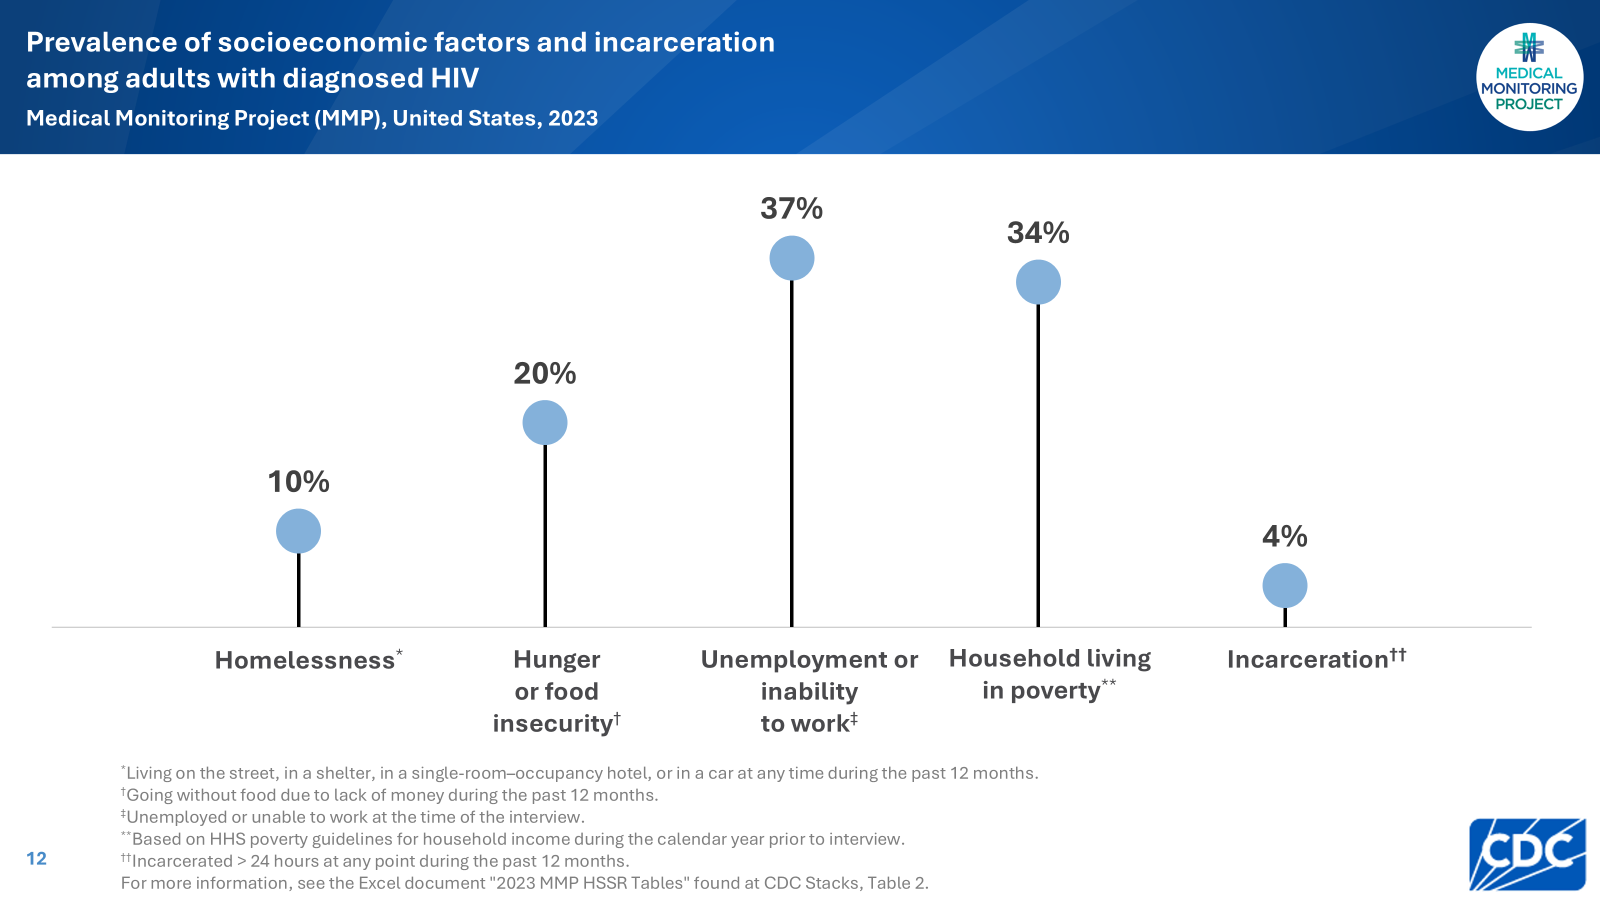 Prevalence of socioeconomic factors and incarceration
among adults with diagnosed HIV
Medical Monitoring Project (MMP), United States, 2023
MEDICAL
MONITORING
PROJECT
37%
34%
20%
10%
4%
Homelessness*
Hunger
or food
insecurity†
Unemployment or
inability
to work‡
Household living
in poverty**
Incarceration††
*Living on the street, in a shelter, in a single-room–occupancy hotel, or in a car at any time during the past 12 months.
†Going without food due to lack of money during the past 12 months.
‡Unemployed or unable to work at the time of the interview.
**Based on HHS poverty guidelines for household income during the calendar year prior to interview.
††Incarcerated > 24 hours at any point during the past 12 months.
For more information, see the Excel document "2023 MMP HSSR Tables" found at CDC Stacks, Table 2.
12
CDC